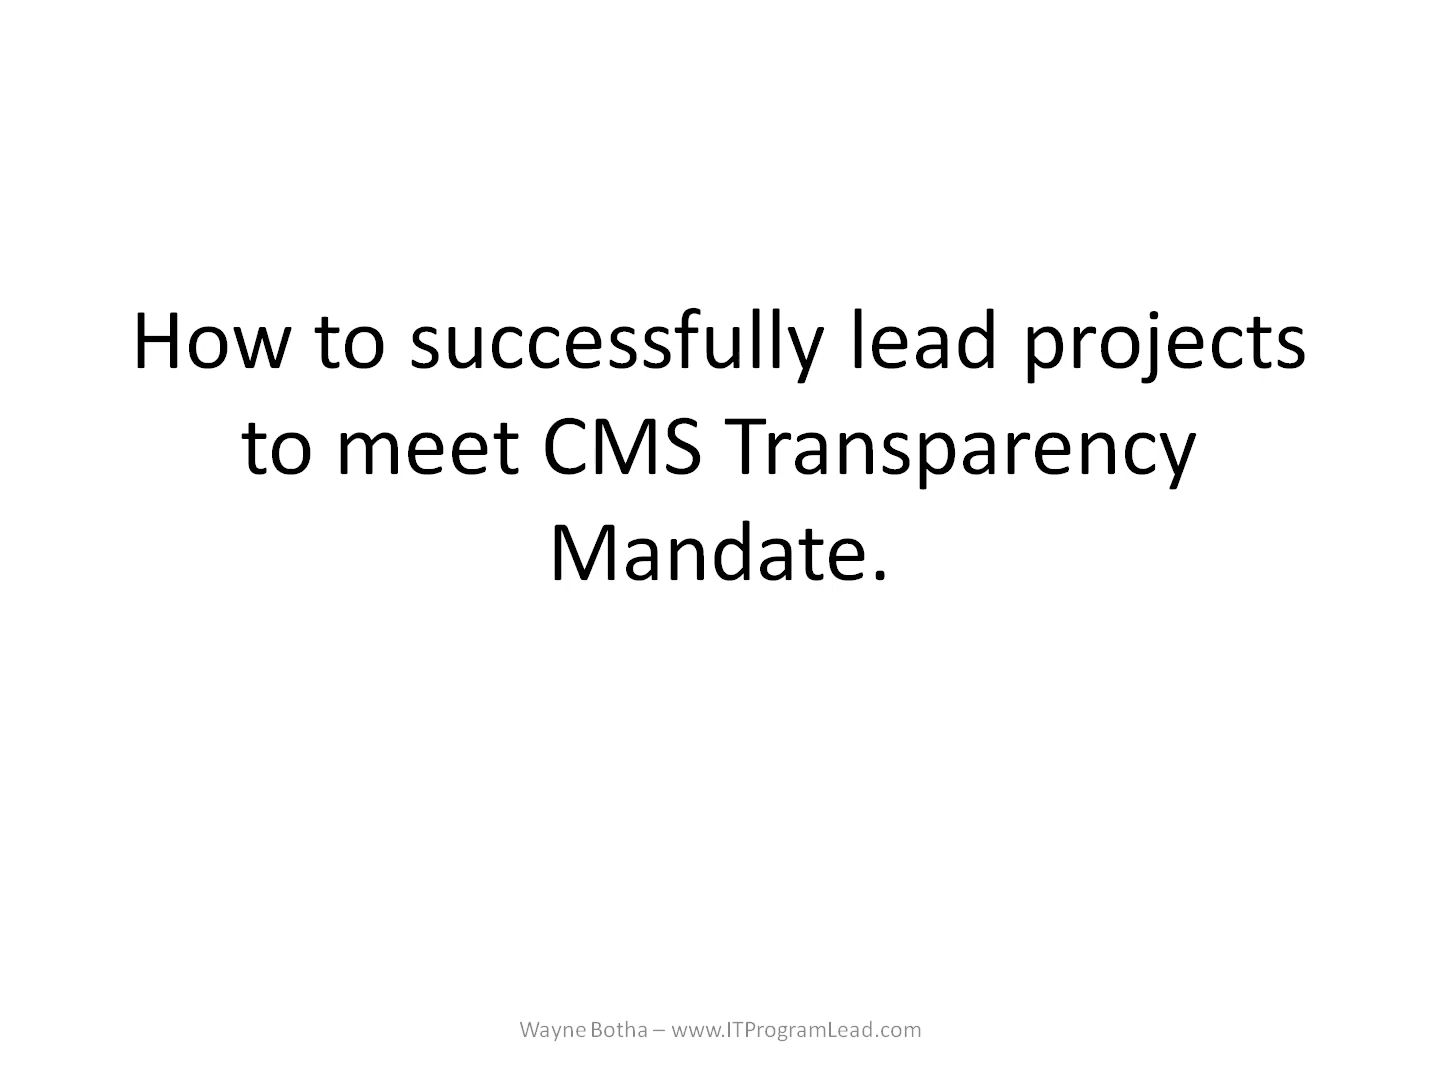 How to successfully lead projects
to meet CMS Transparency
Mandate.
Wayne Botha – www.ITProgramLead.com